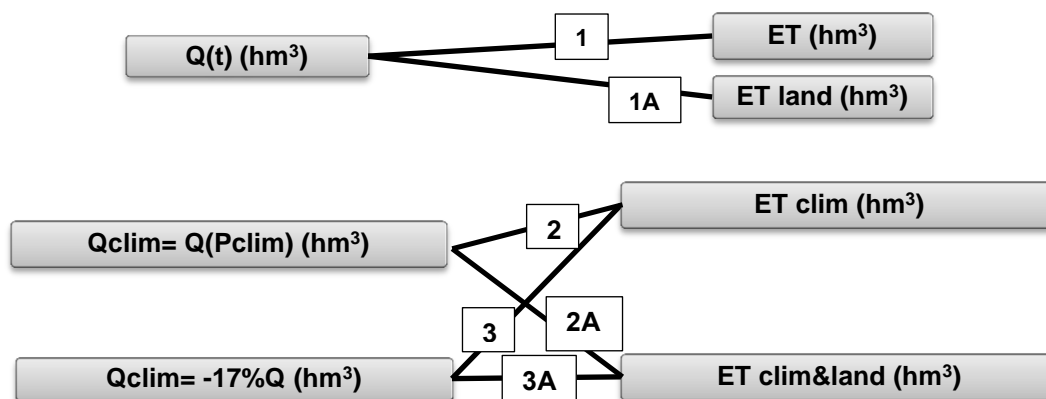 1
ET (hm³)
Q(t) (hm³)
1A
ET land (hm³)
ET clim (hm³)
2
Qclim= Q(Pclim) (hm³)
3
2A
Qclim= -17%Q (hm³)
3A
ET clim&land (hm³)